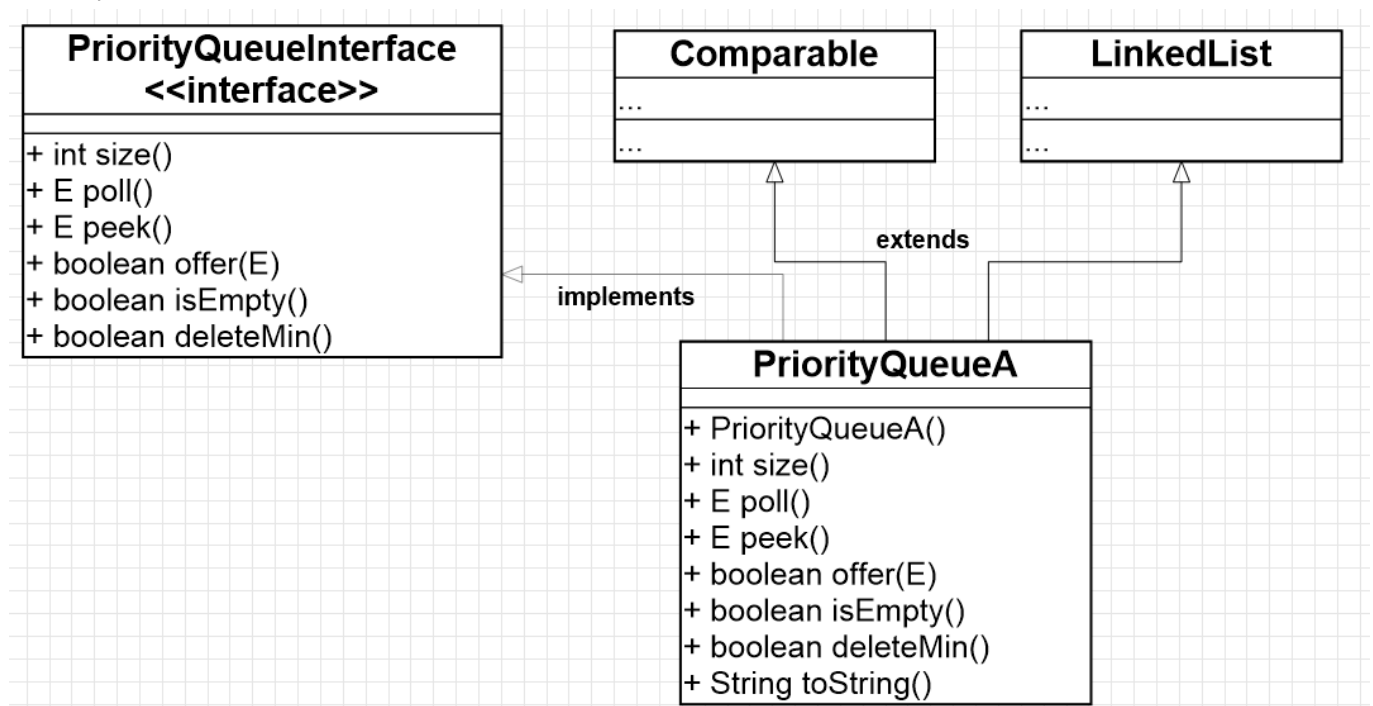 PriorityQueueInterface
<<interface>>
+ int size()
+ E poll()
+ E peek()
+ boolean offer(E)
+ boolean isEmpty()
+ boolean deleteMin()
Comparable
...
...
LinkedList
...
...
extends
implements
PriorityQueueA
+ PriorityQueueA()
+ int size()
+ E poll()
+ E peek()
+ boolean offer(E)
+ boolean isEmpty()
+ boolean deleteMin()
+ String toString()